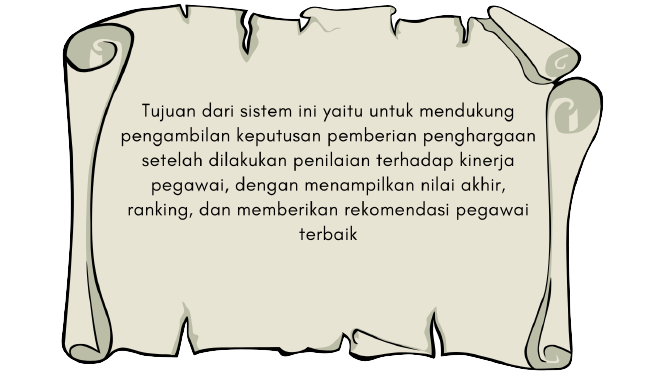 Tujuan dari sistem ini yaitu untuk mendukung
pengambilan keputusan pemberian penghargaan
setelah dilakukan penilaian terhadap kinerja
pegawai, dengan menampilkan nilai akhir,
ranking, dan memberikan rekomendasi pegawai
terbaik